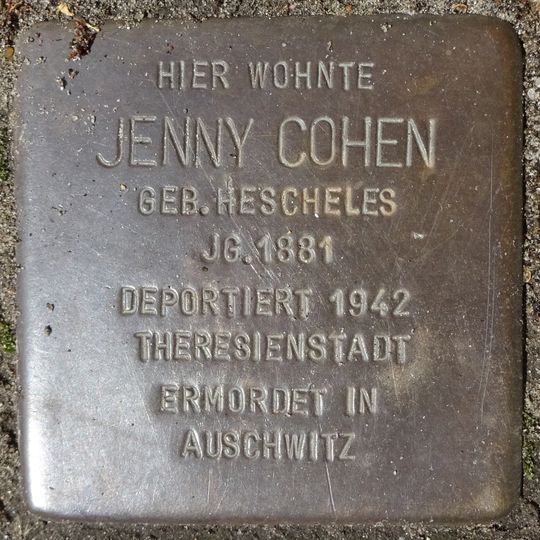 HIER WOHNTE
JENNY COHEN
GEB. HESCHELES
JG. 1881
DEPORTIERT 1942
THERESIENSTADT
ERMORDET IN
AUSCHWITZ